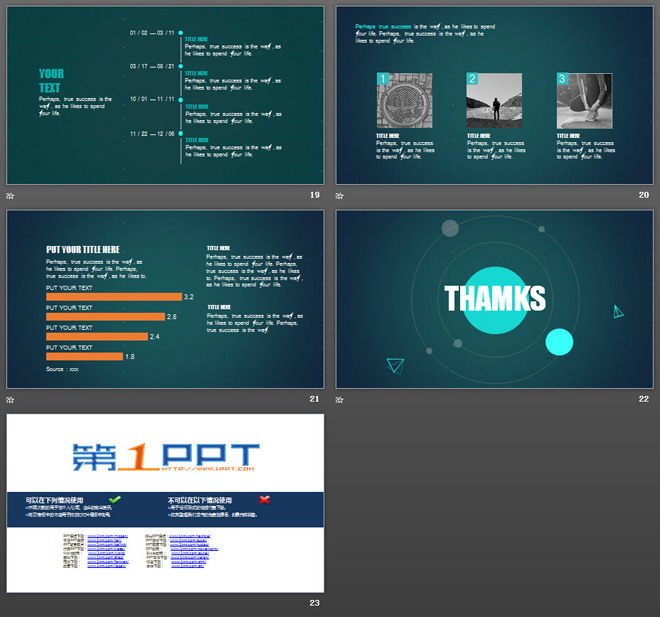 YOUR
TEXT
Perhaps, true success is the
way , as he likes to spend
your life.
01 / 02 — 03 / 11
TITLE HERE
Perhaps, true success is the way , as
he likes to spend your life.
03 / 17 — 08 / 21
TITLE HERE
Perhaps, true success is the way , as
he likes to spend your life.
10 / 01 — 11 / 11
TITLE HERE
Perhaps, true success is the way , as
he likes to spend your life.
11 / 22 — 12 / 06
TITLE HERE
Perhaps, true success is the way , as
he likes to spend your life.
19
Perhaps, true success is the way , as he likes to spend
your life. Perhaps, true success is the way , as he
likes to spend your life.
1
TITLE HERE
Perhaps, true success
is the way , as he likes to
spend your life.
2
TITLE HERE
Perhaps, true success
is the way , as he likes to
spend your life.
3
TITLE HERE
Perhaps, true success
is the way , as he likes to
spend your life.
20
PUT YOUR TITLE HERE
Perhaps, true success is the way , as
he likes to spend your life. Perhaps,
true success is the way , as he likes to.
PUT YOUR TEXT
3.2
PUT YOUR TEXT
2.8
PUT YOUR TEXT
2.4
PUT YOUR TEXT
1.8
Source : xxx
TITLE HERE
Perhaps, true success is the way , as
he likes to spend your life. Perhaps,
true success is the way , as he likes
to. Perhaps, true success is the way ,
as he likes to spend your life.
TITLE HERE
Perhaps, true success is the way , as
he likes to spend your life. Perhaps,
true success is the way.
21
THAMKS
22
第1PPT
HTTP://WWW.1PPT.COM
可以在下列情况使用
不可以在以下情况使用
23